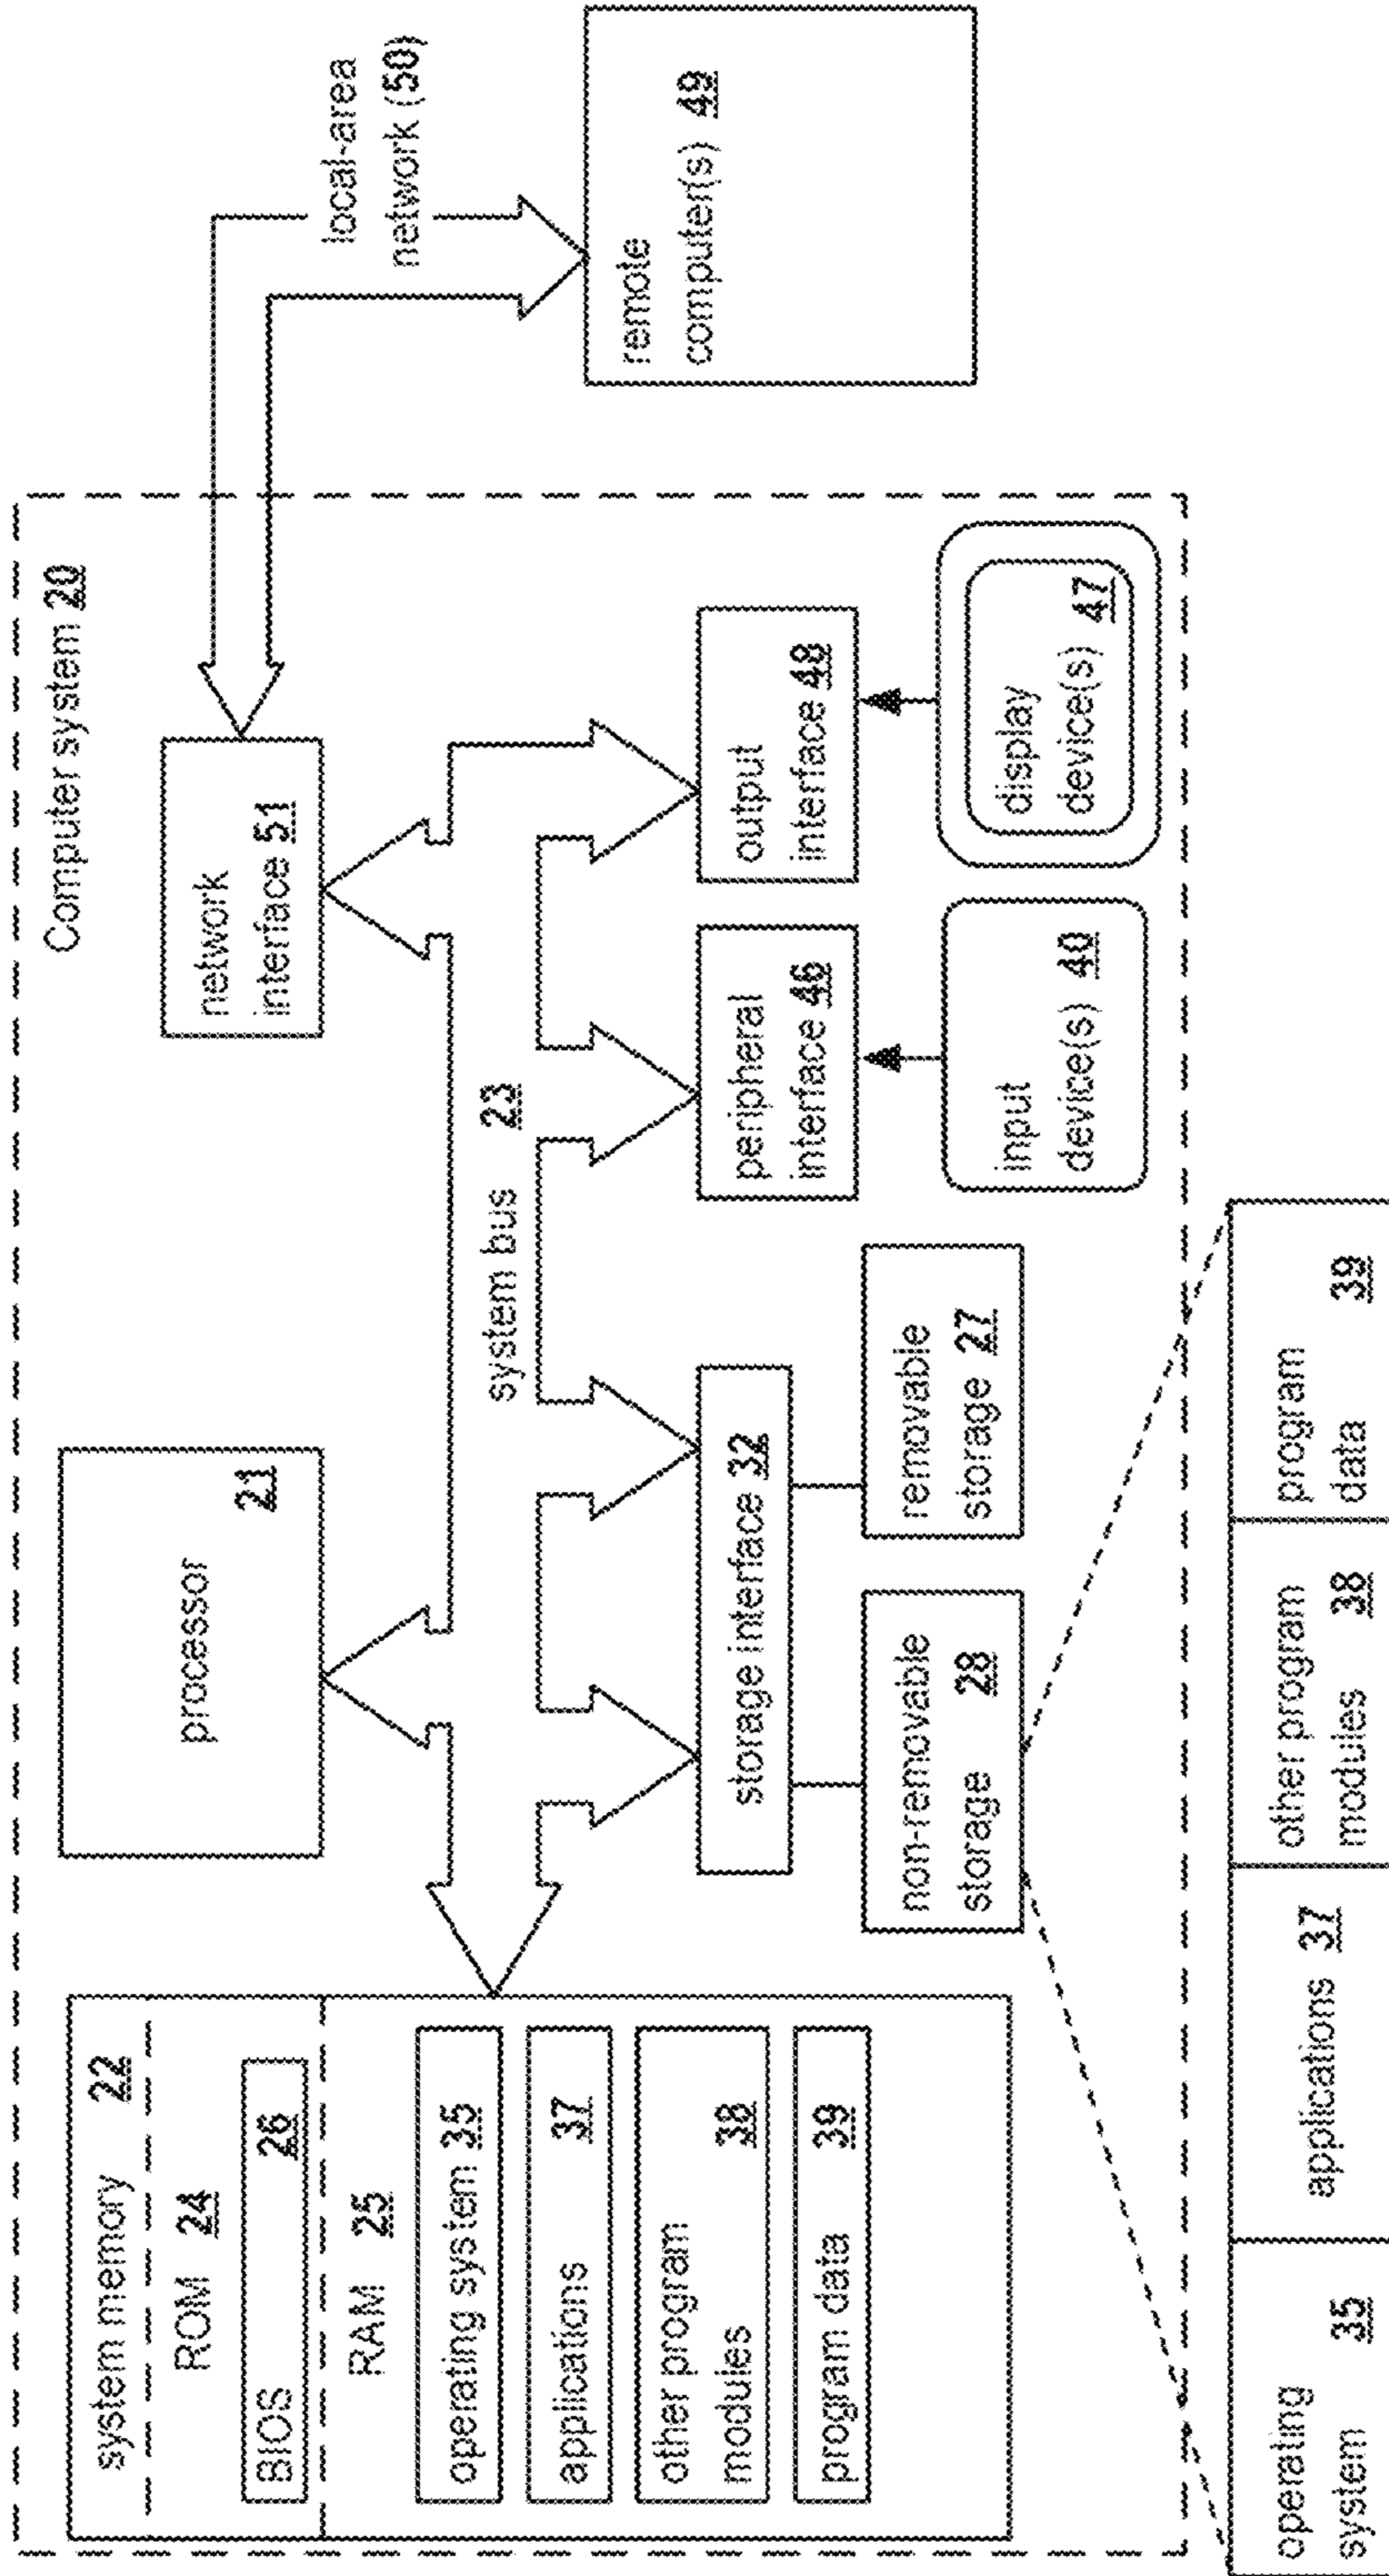 Computer system 20
system memory 22
ROM 24
BIOS 26
RAM 25
operating system 35
applications 37
other program
modules 38
program data 39
processor 21
system bus 23
network
interface 51
local-area
network (50)
storage interface 32
non-removable
storage 28
removable
storage 27
peripheral
interface 46
output
interface 48
input
device(s) 40
display
device(s) 47
remote
computer(s) 49
operating
system 35
applications 37
other program
modules 38
program
data 39